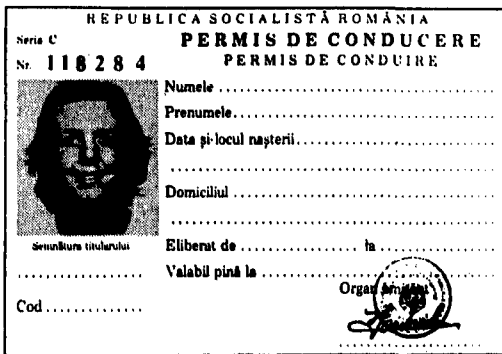 REPUBLICA SOCIALISTĂ ROMÂNIA
Seria C
PERMIS DE CONDUCERE
Nr. 118284
PERMIS DE CONDUIRE
Numele
Prenumele
Data și locul nașterii
Domiciliul
Semnătura titularului
Eliberat de la
Valabil pînă la
Organ emitent
Cod